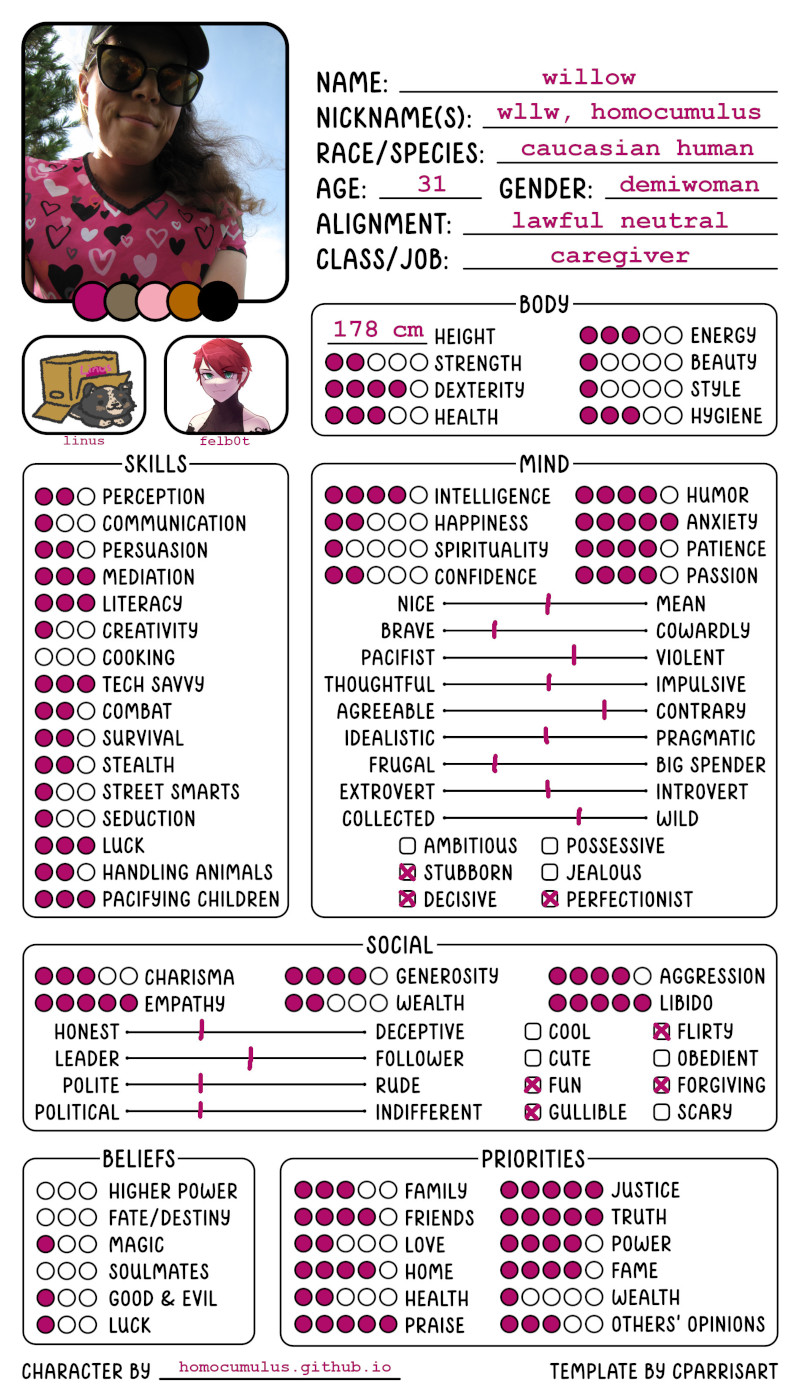 NAME: willow
NICKNAME(S): wllw, homocumulus
RACE/SPECIES: caucasian human
AGE: 31 GENDER: demiwoman
ALIGNMENT: lawful neutral
CLASS/JOB: caregiver
linus
felb0t
BODY
178 cm HEIGHT ENERGY
STRENGTH BEAUTY
DEXTERITY STYLE
HEALTH HYGIENE
SKILLS
PERCEPTION
COMMUNICATION
PERSUASION
MEDIATION
LITERACY
CREATIVITY
COOKING
TECH SAVVY
COMBAT
SURVIVAL
STEALTH
STREET SMARTS
SEDUCTION
LUCK
HANDLING ANIMALS
PACIFYING CHILDREN
MIND
INTELLIGENCE HUMOR
HAPPINESS ANXIETY
SPIRITUALITY PATIENCE
CONFIDENCE PASSION
NICE MEAN
BRAVE COWARDLY
PACIFIST VIOLENT
THOUGHTFUL IMPULSIVE
AGREEABLE CONTRARY
IDEALISTIC PRAGMATIC
FRUGAL BIG SPENDER
EXTROVERT INTROVERT
COLLECTED WILD
AMBITIOUS POSSESSIVE
STUBBORN JEALOUS
DECISIVE PERFECTIONIST
SOCIAL
CHARISMA GENEROSITY AGGRESSION
EMPATHY WEALTH LIBIDO
HONEST DECEPTIVE COOL FLIRTY
LEADER FOLLOWER CUTE OBEDIENT
POLITE RUDE FUN FORGIVING
POLITICAL INDIFFERENT GULLIBLE SCARY
BELIEFS
HIGHER POWER
FATE/DESTINY
MAGIC
SOULMATES
GOOD & EVIL
LUCK
PRIORITIES
FAMILY JUSTICE
FRIENDS TRUTH
LOVE POWER
HOME FAME
HEALTH WEALTH
PRAISE OTHERS' OPINIONS
CHARACTER BY homocumulus.github.io TEMPLATE BY CPARRISART